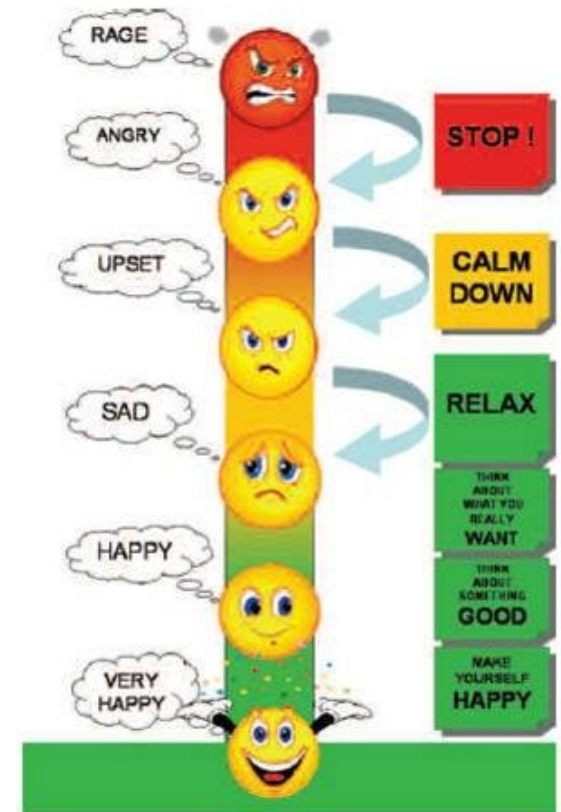 RAGE
STOP !
ANGRY
UPSET
CALM
DOWN
SAD
RELAX
THINK
ABOUT
WHAT YOU
REALLY
WANT
HAPPY
THINK
ABOUT
SOMETHING
GOOD
VERY
HAPPY
MAKE
YOURSELF
HAPPY